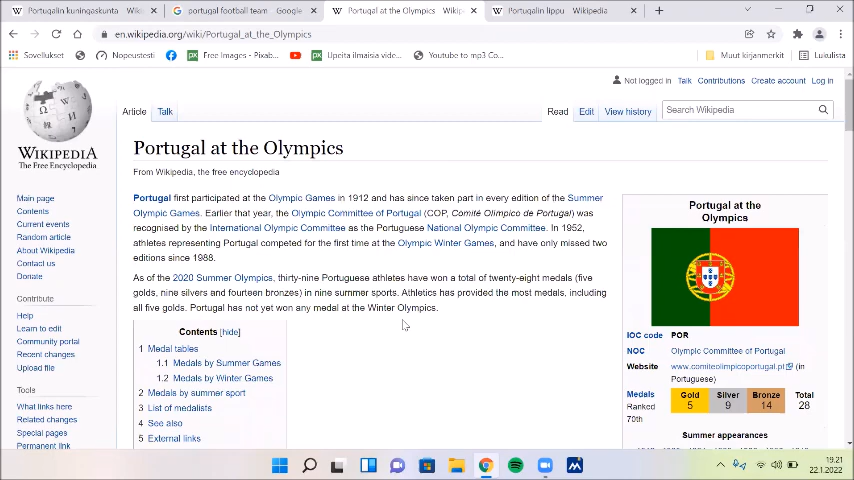 Portugalin kuningaskunta – Wiki
portugal football team - Google
Portugal at the Olympics - Wikip
Portugalin lippu – Wikipedia
en.wikipedia.org/wiki/Portugal_at_the_Olympics
Sovellukset
Nopeustesti
Free Images - Pixab...
Upeita ilmaisia video...
Youtube to mp3 Co...
Muut kirjanmerkit
Lukulista
Not logged in Talk Contributions Create account Log in
Article Talk
Read Edit View history
Search Wikipedia
WIKIPEDIA
The Free Encyclopedia
Main page
Contents
Current events
Random article
About Wikipedia
Contact us
Donate
Contribute
Help
Learn to edit
Community portal
Recent changes
Upload file
Tools
What links here
Related changes
Special pages
Permanent link
Portugal at the Olympics
From Wikipedia, the free encyclopedia
Portugal first participated at the Olympic Games in 1912 and has since taken part in every edition of the Summer
Olympic Games. Earlier that year, the Olympic Committee of Portugal (COP, Comité Olímpico de Portugal) was
recognised by the International Olympic Committee as the Portuguese National Olympic Committee. In 1952,
athletes representing Portugal competed for the first time at the Olympic Winter Games, and have only missed two
editions since 1988.
As of the 2020 Summer Olympics, thirty-nine Portuguese athletes have won a total of twenty-eight medals (five
golds, nine silvers and fourteen bronzes) in nine summer sports. Athletics has provided the most medals, including
all five golds. Portugal has not yet won any medal at the Winter Olympics.
Contents [hide]
1 Medal tables
1.1 Medals by Summer Games
1.2 Medals by Winter Games
2 Medals by summer sport
3 List of medalists
4 See also
5 External links
Portugal at the
Olympics
IOC code POR
NOC Olympic Committee of Portugal
Website www.comiteolimpicoportugal.pt (in
Portuguese)
Medals
Ranked
70th
Gold Silver Bronze Total
5 9 14 28
Summer appearances
19.21
22.1.2022